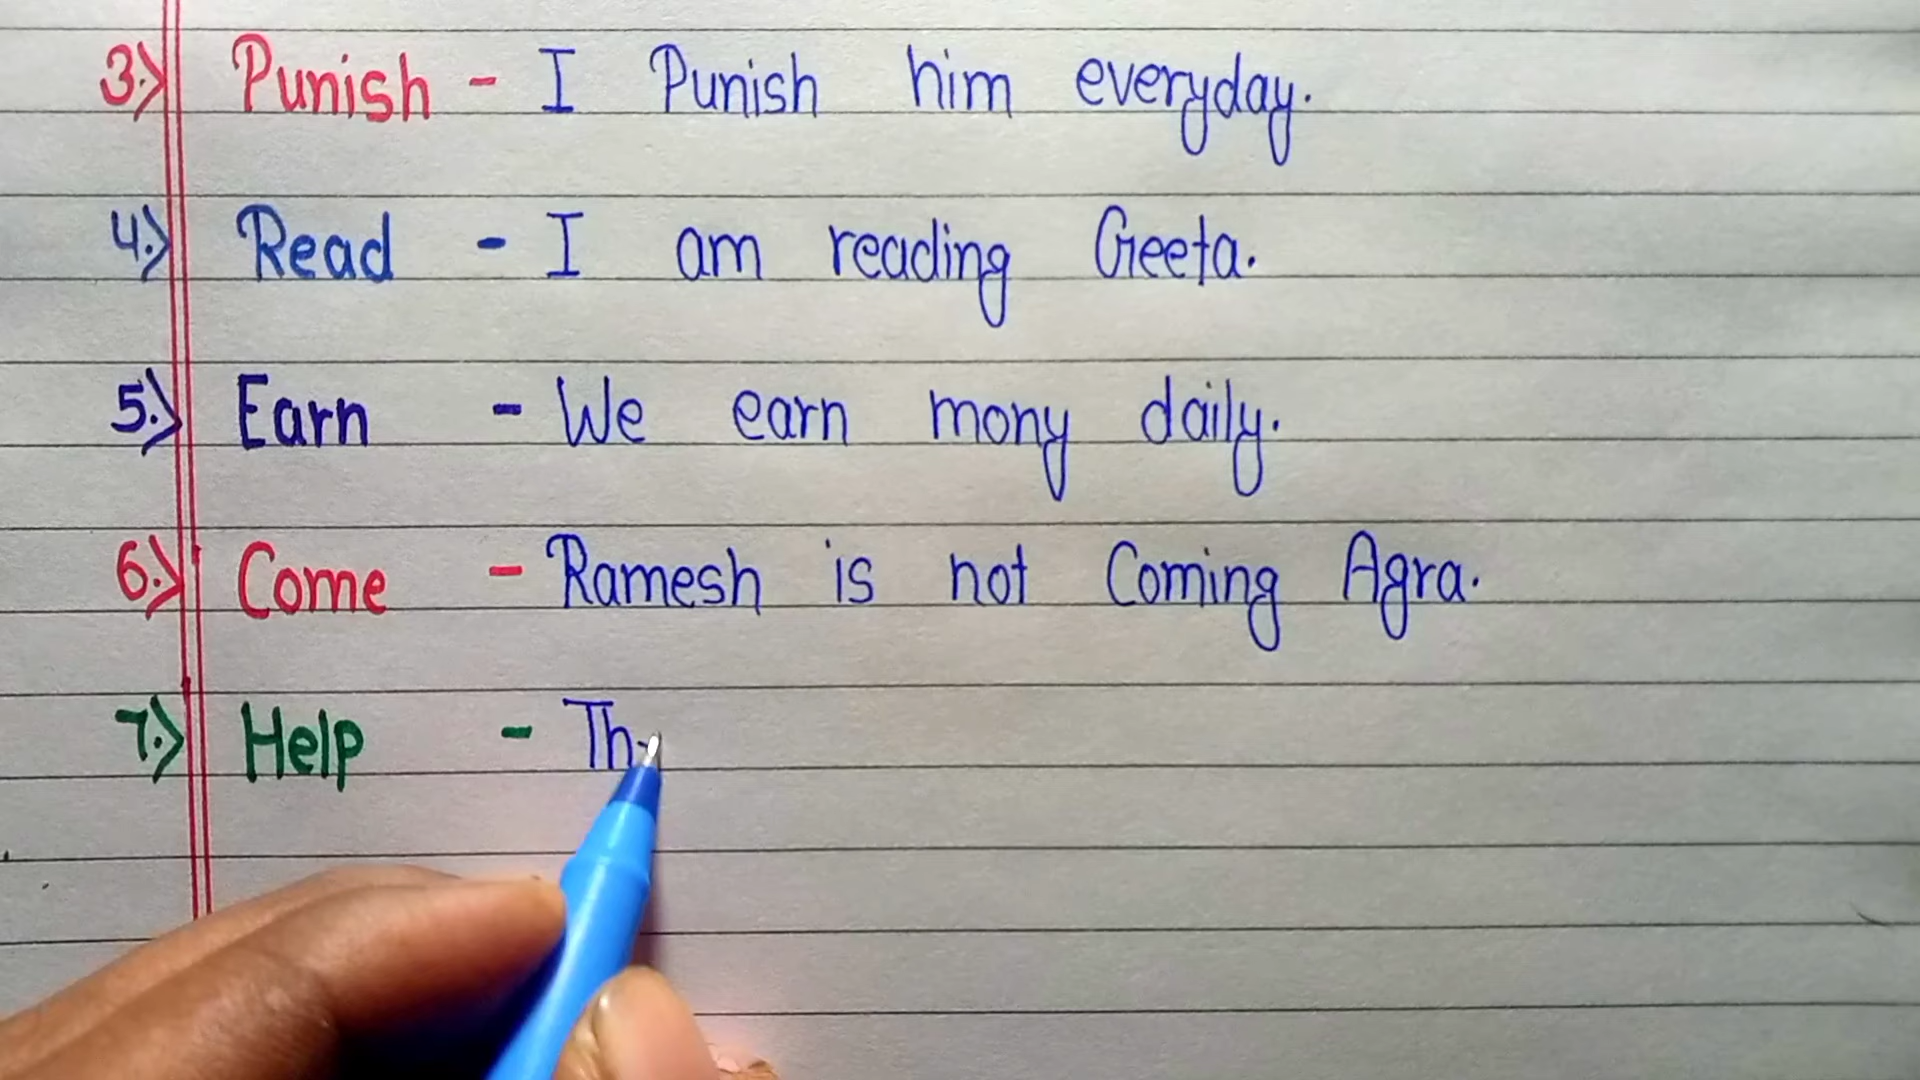 3.) Punish - I Punish him everyday.
4.) Read - I am reading Geeta.
5.) Earn - We earn mony daily.
6.) Come - Ramesh is not Coming Agra.
7.) Help - Th